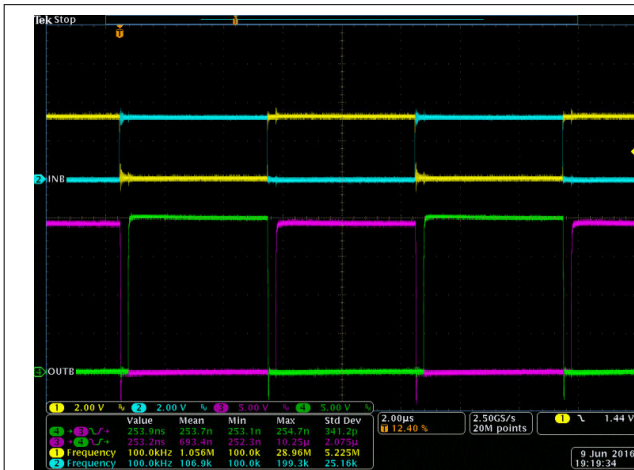 Tek Stop
T
T
2 INB
4 OUTB
1 2.00 V 2 2.00 V 3 5.00 V 4 5.00 V
2.00µs
T 12.40 %
2.50GS/s
20M points
1 1.44 V
Value Mean Min Max Std Dev
4 3 253.9ns 253.7n 253.1n 254.7n 341.2p
3 4 253.2ns 693.4n 252.3n 10.25µ 2.075µ
1 Frequency 100.0kHz 1.056M 100.0k 28.96M 5.225M
2 Frequency 100.0kHz 106.9k 100.0k 199.3k 25.16k
9 Jun 2016
19:19:34